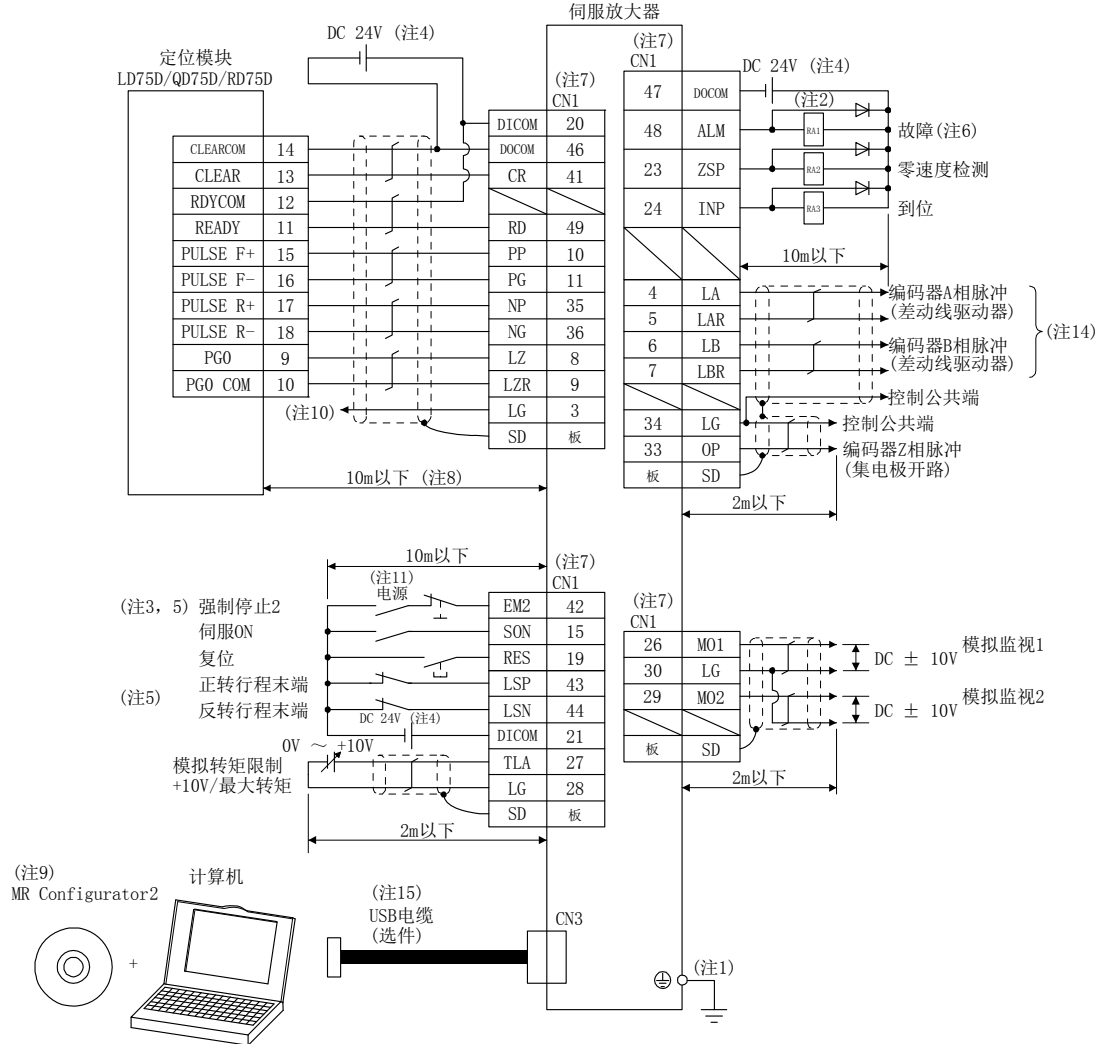 伺服放大器
DC 24V (注4)
定位模块
LD75D/QD75D/RD75D
(注7)
CN1
DICOM 20
CLEARCOM 14 DOCOM 46
CLEAR 13 CR 41
RDYCOM 12
READY 11 RD 49
PULSE F+ 15 PP 10
PULSE F- 16 PG 11
PULSE R+ 17 NP 35
PULSE R- 18 NG 36
PG0 9 LZ 8
PG0 COM 10 LZR 9
(注10) LG 3
SD 板
10m以下 (注8)
(注7)
CN1
DC 24V (注4)
47 DOCOM
(注2)
48 ALM RA1 故障(注6)
23 ZSP RA2 零速度检测
24 INP RA3 到位
10m以下
4 LA 编码器A相脉冲
5 LAR (差动线驱动器)
(注14)
6 LB 编码器B相脉冲
7 LBR (差动线驱动器)
控制公共端
34 LG 控制公共端
33 OP 编码器Z相脉冲
板 SD (集电极开路)
2m以下
10m以下
(注7)
CN1
(注11)
电源
(注3, 5) 强制停止2 EM2 42
伺服ON SON 15
复位 RES 19
正转行程末端 LSP 43
(注5)
反转行程末端 LSN 44
DC 24V (注4)
DICOM 21
0V ～ +10V
模拟转矩限制 TLA 27
+10V/最大转矩 LG 28
SD 板
2m以下
(注7)
CN1
26 MO1 模拟监视1
DC ± 10V
30 LG
29 MO2 模拟监视2
DC ± 10V
板 SD
2m以下
(注9)
MR Configurator2
计算机
+
(注15)
USB电缆
(选件)
CN3
(注1)